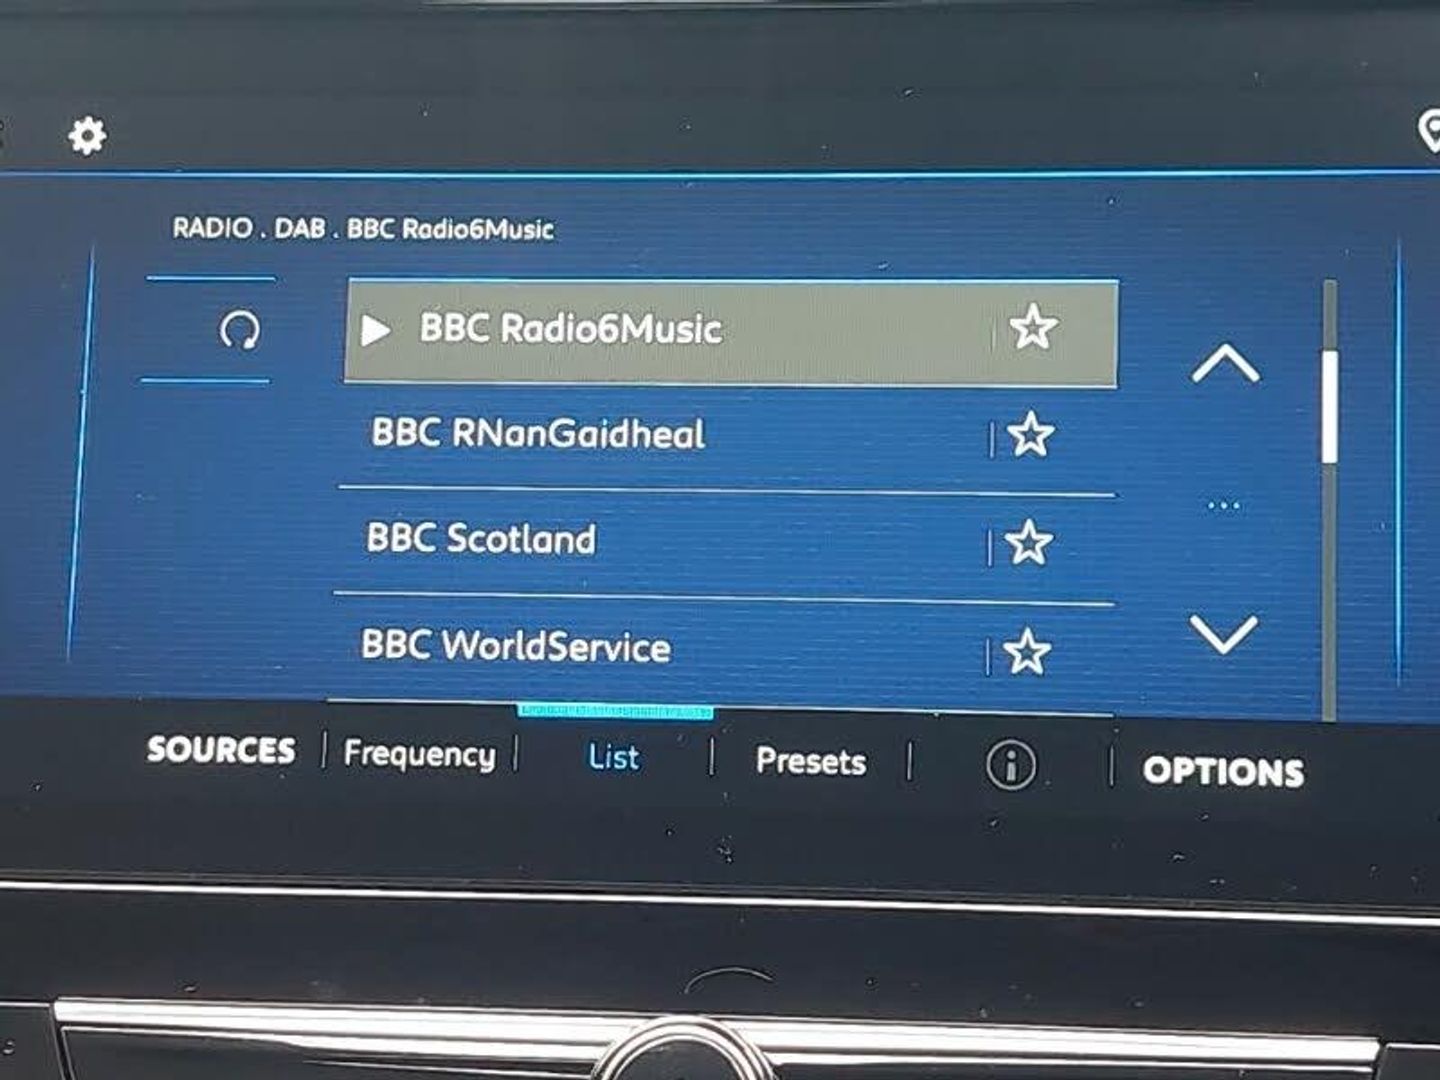 RADIO . DAB . BBC Radio6Music
BBC Radio6Music
BBC RNanGaidheal
BBC Scotland
BBC WorldService
SOURCES Frequency List Presets OPTIONS